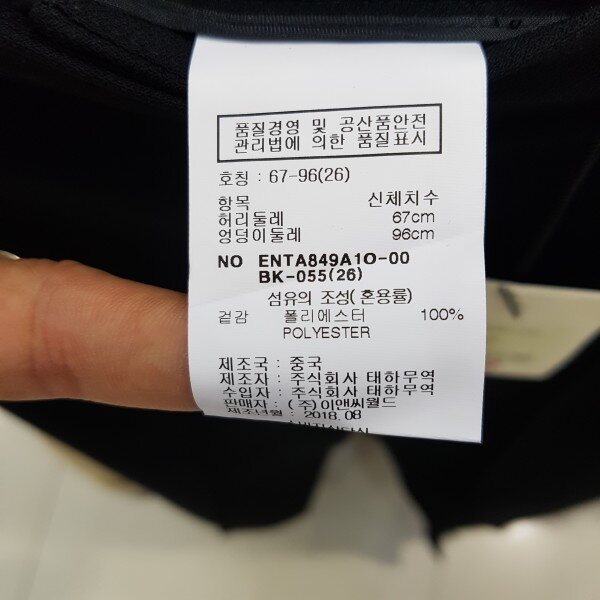 품질경영 및 공산품안전
관리법에 의한 품질표시
호칭 : 67-96(26)
항목 신체치수
허리둘레 67cm
엉덩이둘레 96cm
NO ENTA849A10-00
BK-055(26)
섬유의 조성( 혼용률)
겉감 폴리에스터 100%
POLYESTER
제조국 : 중국
제조자 : 주식회사 태하무역
수입자 : 주식회사 태하무역
판매자 : (주)이앤씨월드
제조년월 : 2018.08